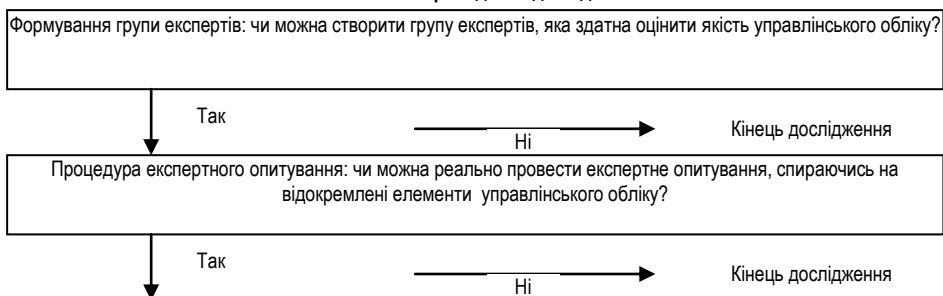 Формування групи експертів: чи можна створити групу експертів, яка здатна оцінити якість управлінського обліку?
Так
Ні
Кінець дослідження
Процедура експертного опитування: чи можна реально провести експертне опитування, спираючись на
відокремлені елементи управлінського обліку?
Так
Ні
Кінець дослідження